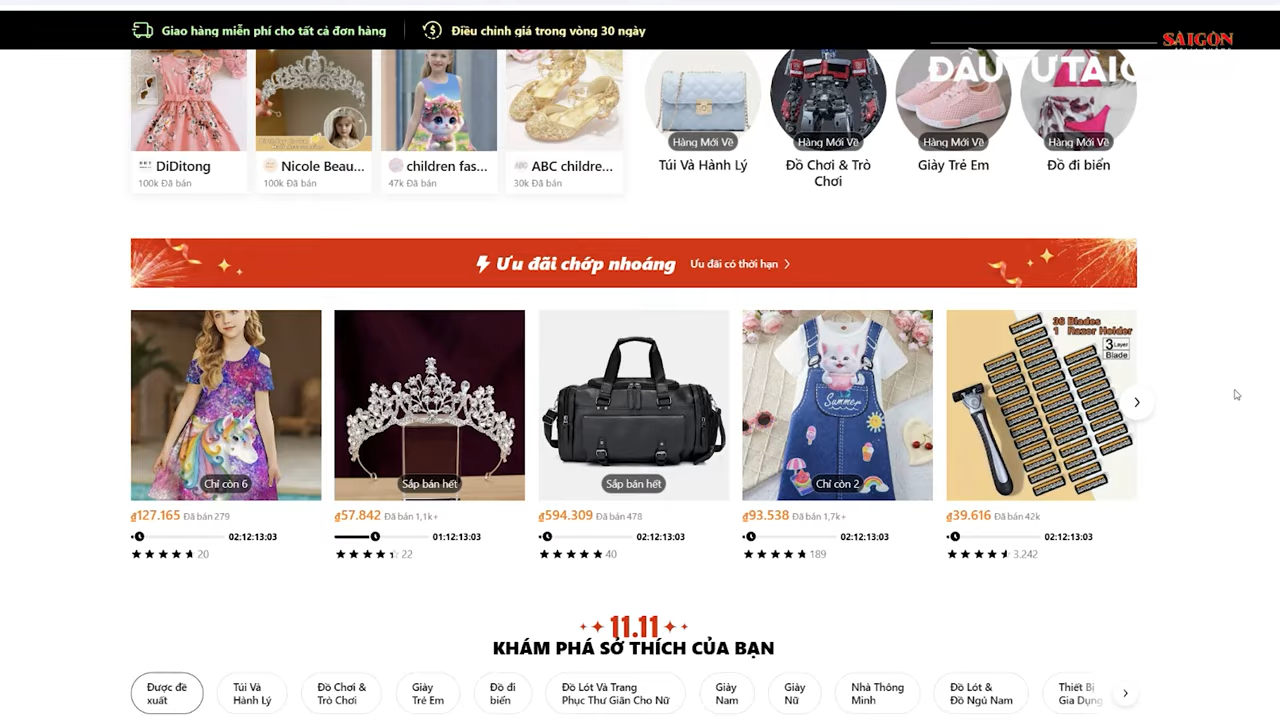 Giao hàng miễn phí cho tất cả đơn hàng
Điều chỉnh giá trong vòng 30 ngày
SAIGON
ĐẦU TƯ TÀI C
DiDitong
100k Đã bán
Nicole Beau...
100k Đã bán
children fas...
47k Đã bán
ABC childre...
30k Đã bán
Hàng Mới Về
Túi Và Hành Lý
Hàng Mới Về
Đồ Chơi & Trò
Chơi
Hàng Mới Về
Giày Trẻ Em
Hàng Mới Về
Đồ đi biển
Ưu đãi chớp nhoáng
Ưu đãi có thời hạn
Chỉ còn 6
₫127.165 Đã bán 279
02:12:13:03
20
Sắp bán hết
₫57.842 Đã bán 1,1k+
01:12:13:03
22
Sắp bán hết
₫594.309 Đã bán 478
02:12:13:03
40
Summer
Chỉ còn 2
₫93.538 Đã bán 1,7k+
02:12:13:03
189
36 Blades
1 Razor Holder
3 Layer
Blade
₫39.616 Đã bán 42k
02:12:13:03
3.242
11.11
KHÁM PHÁ SỞ THÍCH CỦA BẠN
Được đề
xuất
Túi Và
Hành Lý
Đồ Chơi &
Trò Chơi
Giày
Trẻ Em
Đồ đi
biển
Đồ Lót Và Trang
Phục Thư Giãn Cho Nữ
Giày
Nam
Giày
Nữ
Nhà Thông
Minh
Đồ Lót &
Đồ Ngủ Nam
Thiết Bị
Gia Dụng